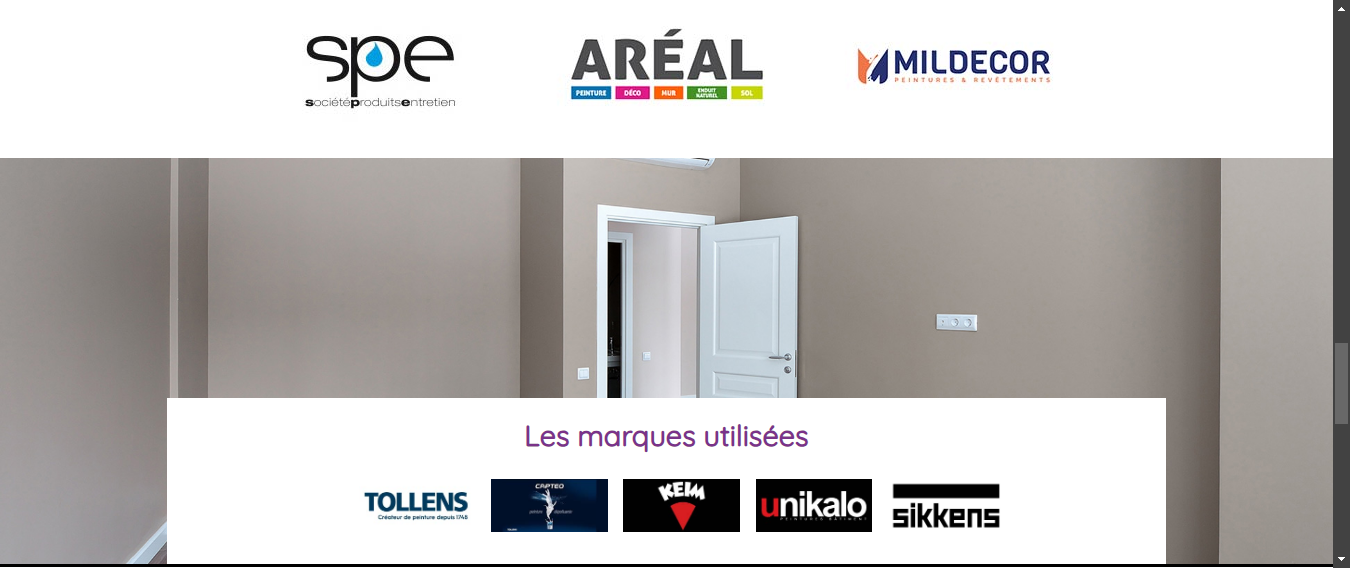 spe
sociétéproduitsentretien
ARÉAL
PEINTURE DÉCO MUR ENDUIT NATUREL SOL
MILDECOR
PEINTURES & REVÊTEMENTS
Les marques utilisées
TOLLENS
Créateur de peinture depuis 1748
CAPTEO
KEIM
unikalo
PEINTURES BÂTIMENT
sikkens